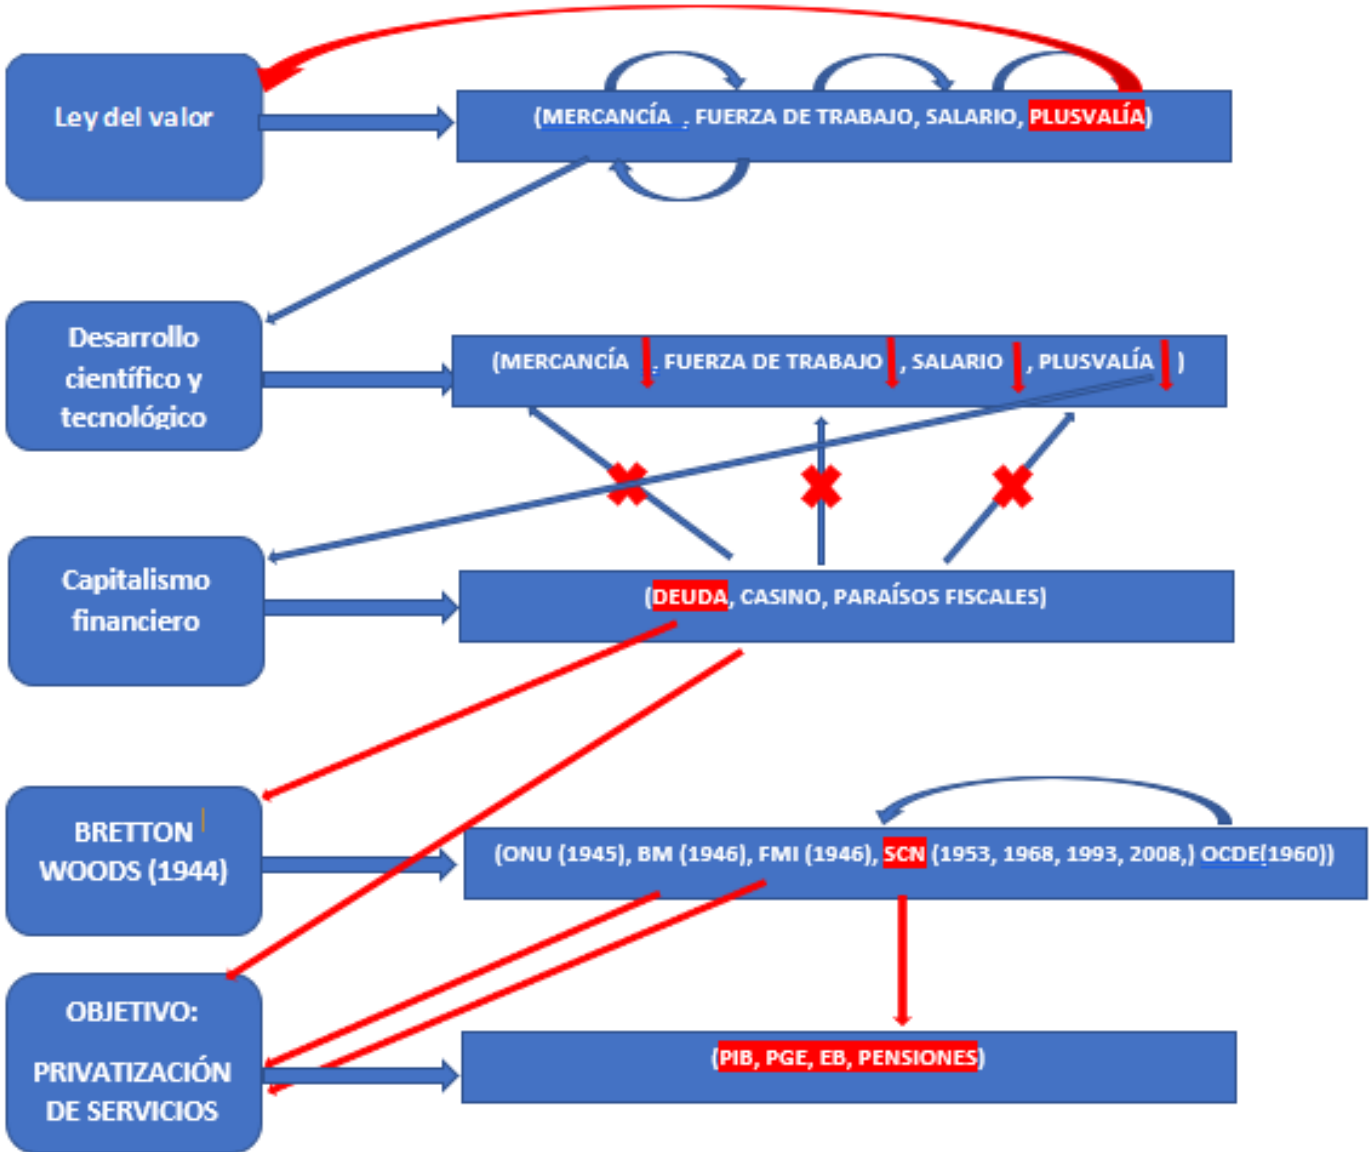 Ley del valor
(MERCANCÍA , FUERZA DE TRABAJO, SALARIO, PLUSVALÍA)
Desarrollo
científico y
tecnológico
(MERCANCÍA , FUERZA DE TRABAJO , SALARIO , PLUSVALÍA )
Capitalismo
financiero
(DEUDA, CASINO, PARAÍSOS FISCALES)
BRETTON
WOODS (1944)
(ONU (1945), BM (1946), FMI (1946), SCN (1953, 1968, 1993, 2008,) OCDE(1960))
OBJETIVO:
PRIVATIZACIÓN
DE SERVICIOS
(PIB, PGE, EB, PENSIONES)